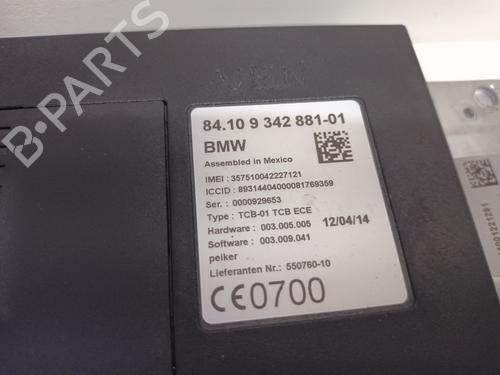 84.10 9 342 881-01
BMW
Assembled in Mexico
IMEI : 357510042227121
ICCID : 8931440400081769359
Ser. : 0000929653
Type : TCB-01 TCB ECE
Hardware : 003.005.005 12/04/14
Software : 003.009.041
peiker
Lieferanten Nr.: 550760-10
CE0700
B-PARTS